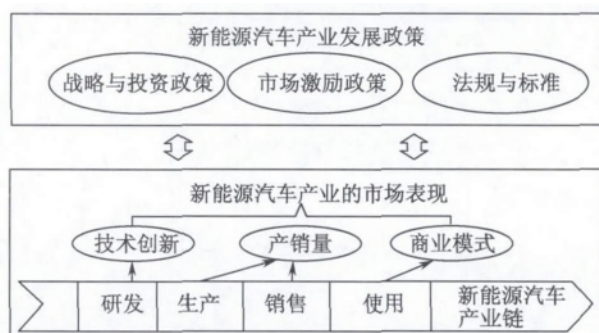 新能源汽车产业发展政策
战略与投资政策 市场激励政策 法规与标准
新能源汽车产业的市场表现
技术创新 产销量 商业模式
研发 生产 销售 使用 新能源汽车
产业链